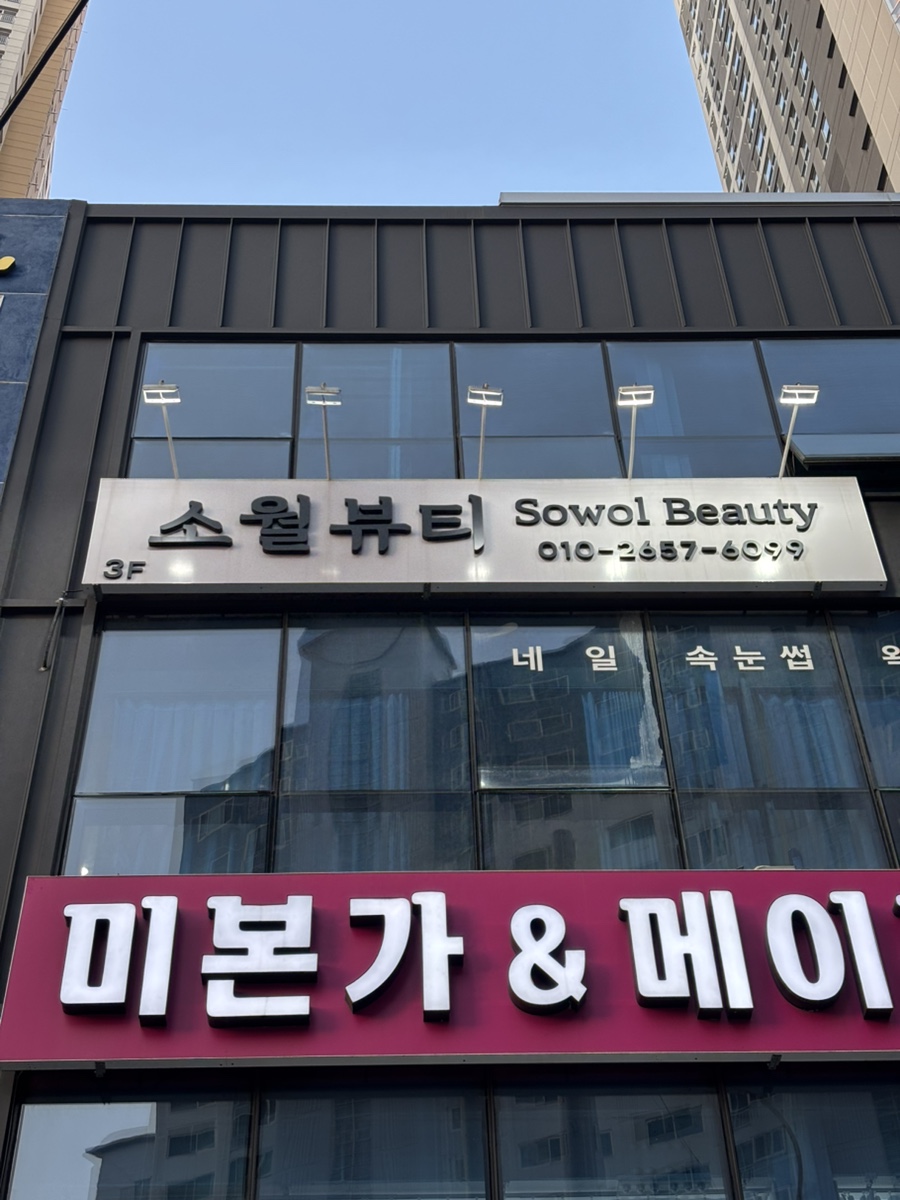 소월뷰티 Sowol Beauty
010-2657-6099
3F
네일 속눈썹
미본가 & 메이